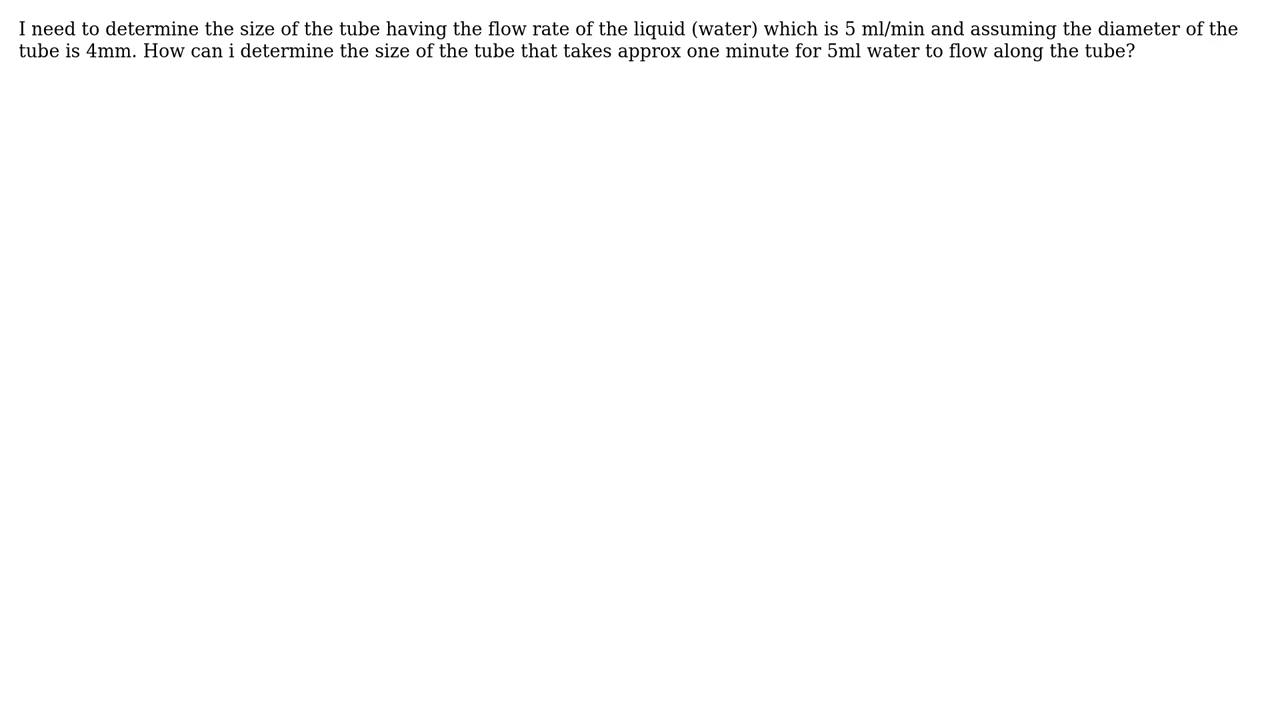 I need to determine the size of the tube having the flow rate of the liquid (water) which is 5 ml/min and assuming the diameter of the
tube is 4mm. How can i determine the size of the tube that takes approx one minute for 5ml water to flow along the tube?